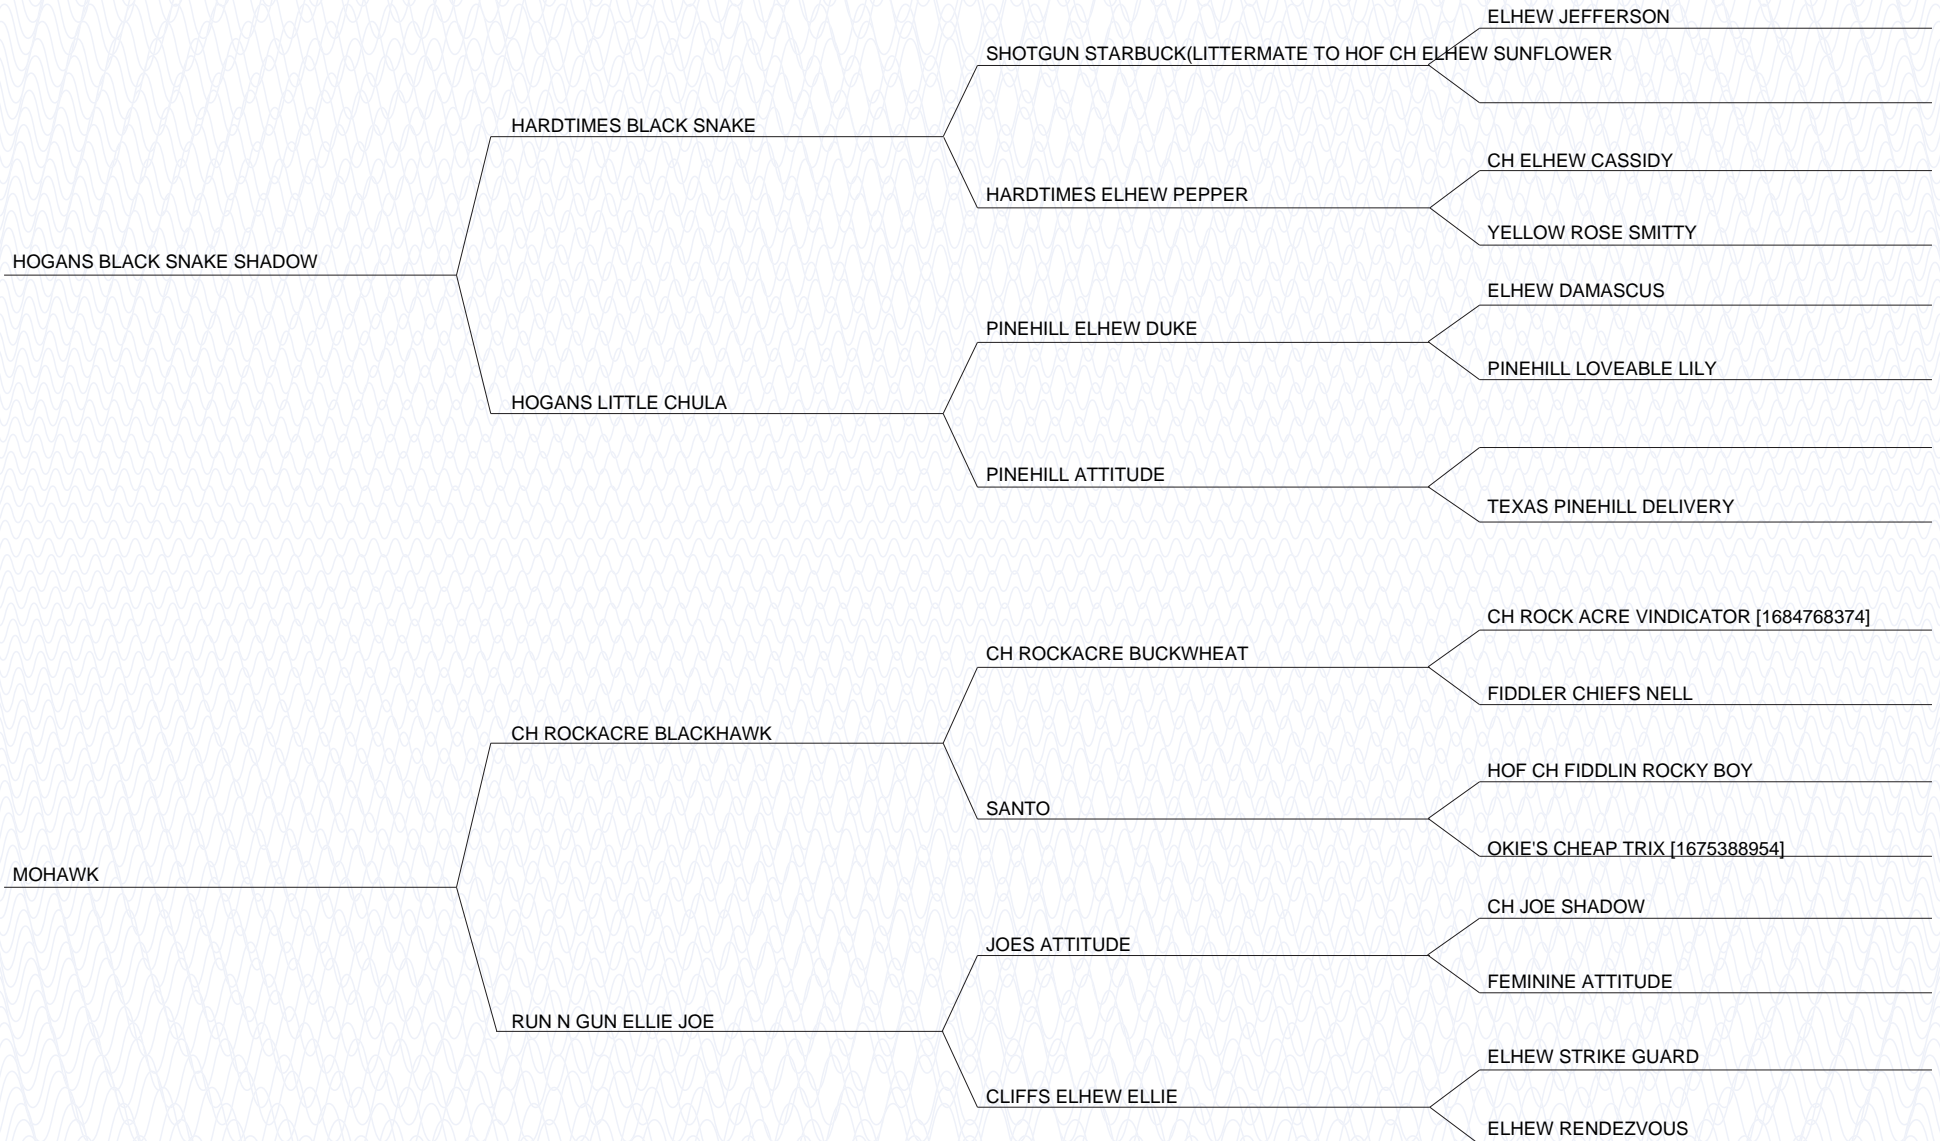 ELHEW JEFFERSON
SHOTGUN STARBUCK(LITTERMATE TO HOF CH ELHEW SUNFLOWER
HARDTIMES BLACK SNAKE
CH ELHEW CASSIDY
HARDTIMES ELHEW PEPPER
YELLOW ROSE SMITTY
HOGANS BLACK SNAKE SHADOW
ELHEW DAMASCUS
PINEHILL ELHEW DUKE
PINEHILL LOVEABLE LILY
HOGANS LITTLE CHULA
PINEHILL ATTITUDE
TEXAS PINEHILL DELIVERY
CH ROCK ACRE VINDICATOR [1684768374]
CH ROCKACRE BUCKWHEAT
FIDDLER CHIEFS NELL
CH ROCKACRE BLACKHAWK
HOF CH FIDDLIN ROCKY BOY
SANTO
OKIE'S CHEAP TRIX [1675388954]
MOHAWK
CH JOE SHADOW
JOES ATTITUDE
FEMININE ATTITUDE
RUN N GUN ELLIE JOE
ELHEW STRIKE GUARD
CLIFFS ELHEW ELLIE
ELHEW RENDEZVOUS